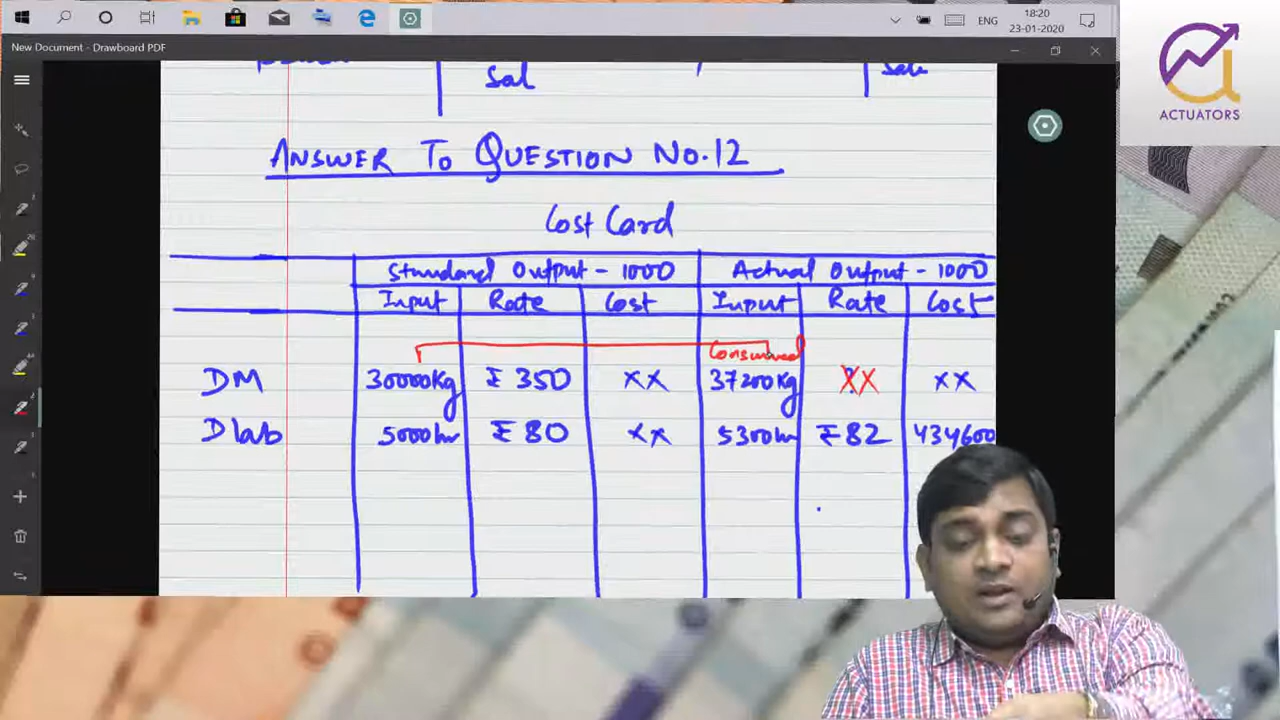 18:20
ENG
23-01-2020
New Document - Drawboard PDF
ACTUATORS
Sal
Sale
ANSWER TO QUESTION NO.12
Cost Card
Standard Output - 1000 Actual Output - 1000
Input Rate Cost Input Rate Cost
Consumed
DM 30000Kg ₹ 350 xx 37200Kg XX xx
D lab 5000hr ₹ 80 xx 5300hr ₹ 82 434600